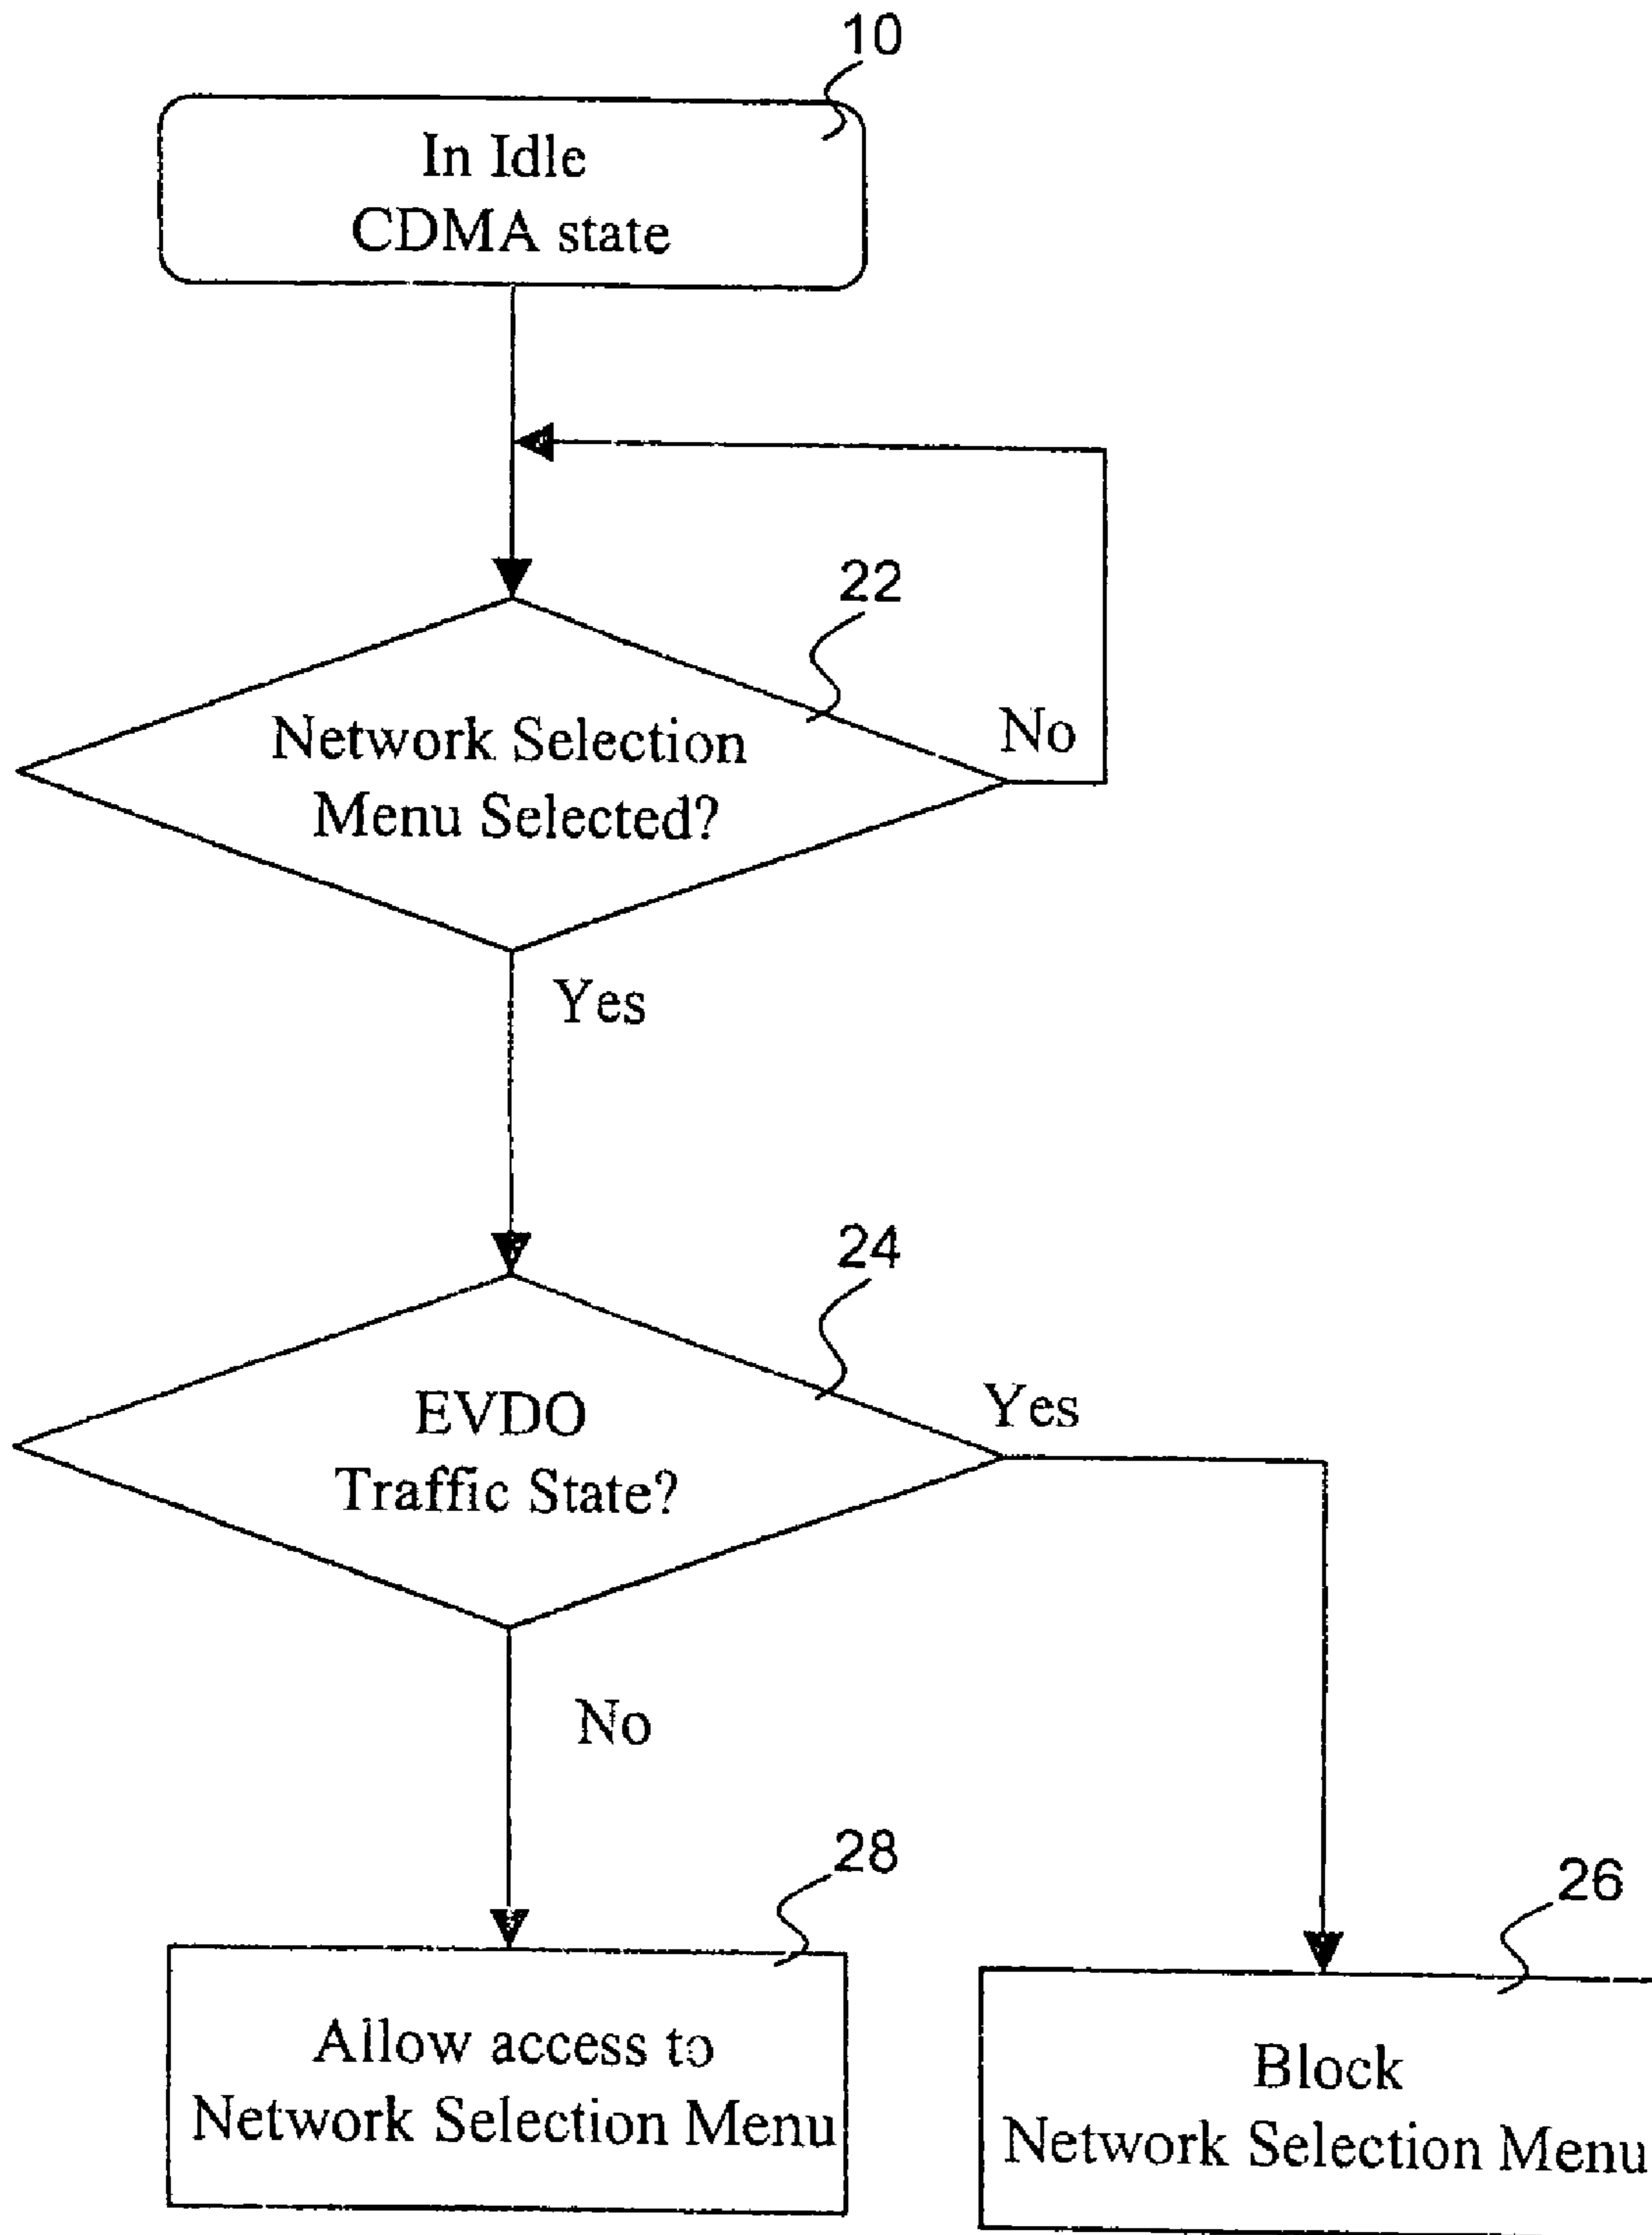 10
In Idle
CDMA state
22
Network Selection
Menu Selected?
No
Yes
24
EVDO
Traffic State?
Yes
No
28
Allow access to
Network Selection Menu
26
Block
Network Selection Menu